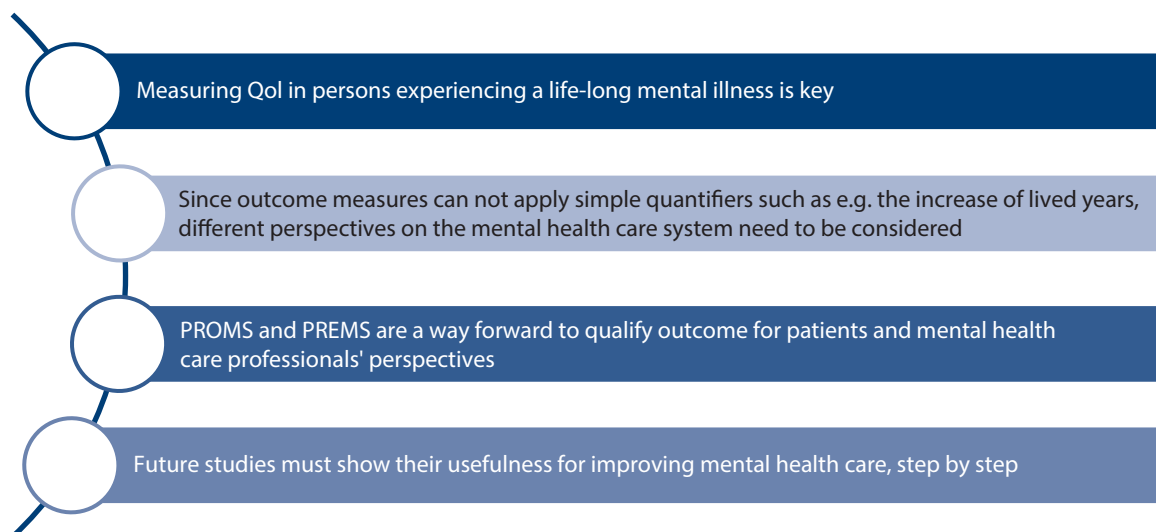 Measuring Qol in persons experiencing a life-long mental illness is key
Since outcome measures can not apply simple quantifiers such as e.g. the increase of lived years,
different perspectives on the mental health care system need to be considered
PROMS and PREMS are a way forward to qualify outcome for patients and mental health
care professionals' perspectives
Future studies must show their usefulness for improving mental health care, step by step